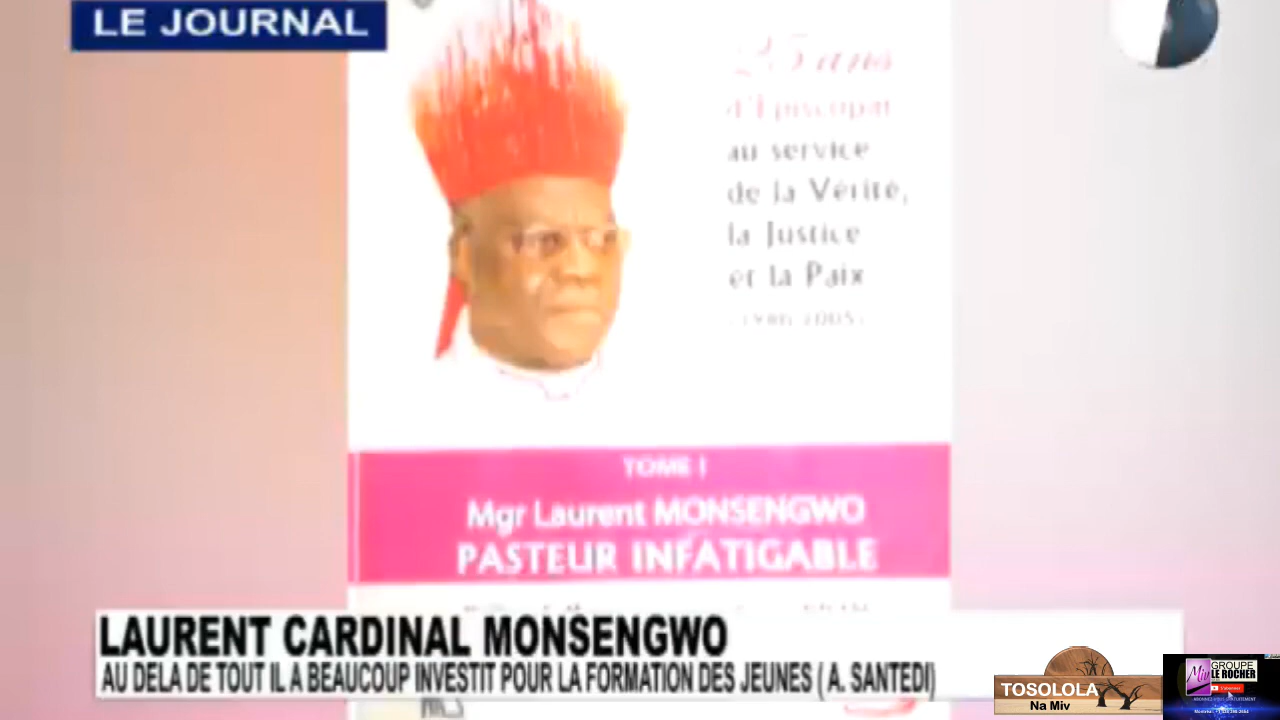 LE JOURNAL
25 ans
d'Episcopat
au service
de la Vérité,
la Justice
et la Paix
TOME I
Mgr Laurent MONSENGWO
PASTEUR INFATIGABLE
LAURENT CARDINAL MONSENGWO
AU DELA DE TOUT IL A BEAUCOUP INVESTIT POUR LA FORMATION DES JEUNES ( A. SANTEDI)
TOSOLOLA
Na Miv
GROUPE
LE ROCHER